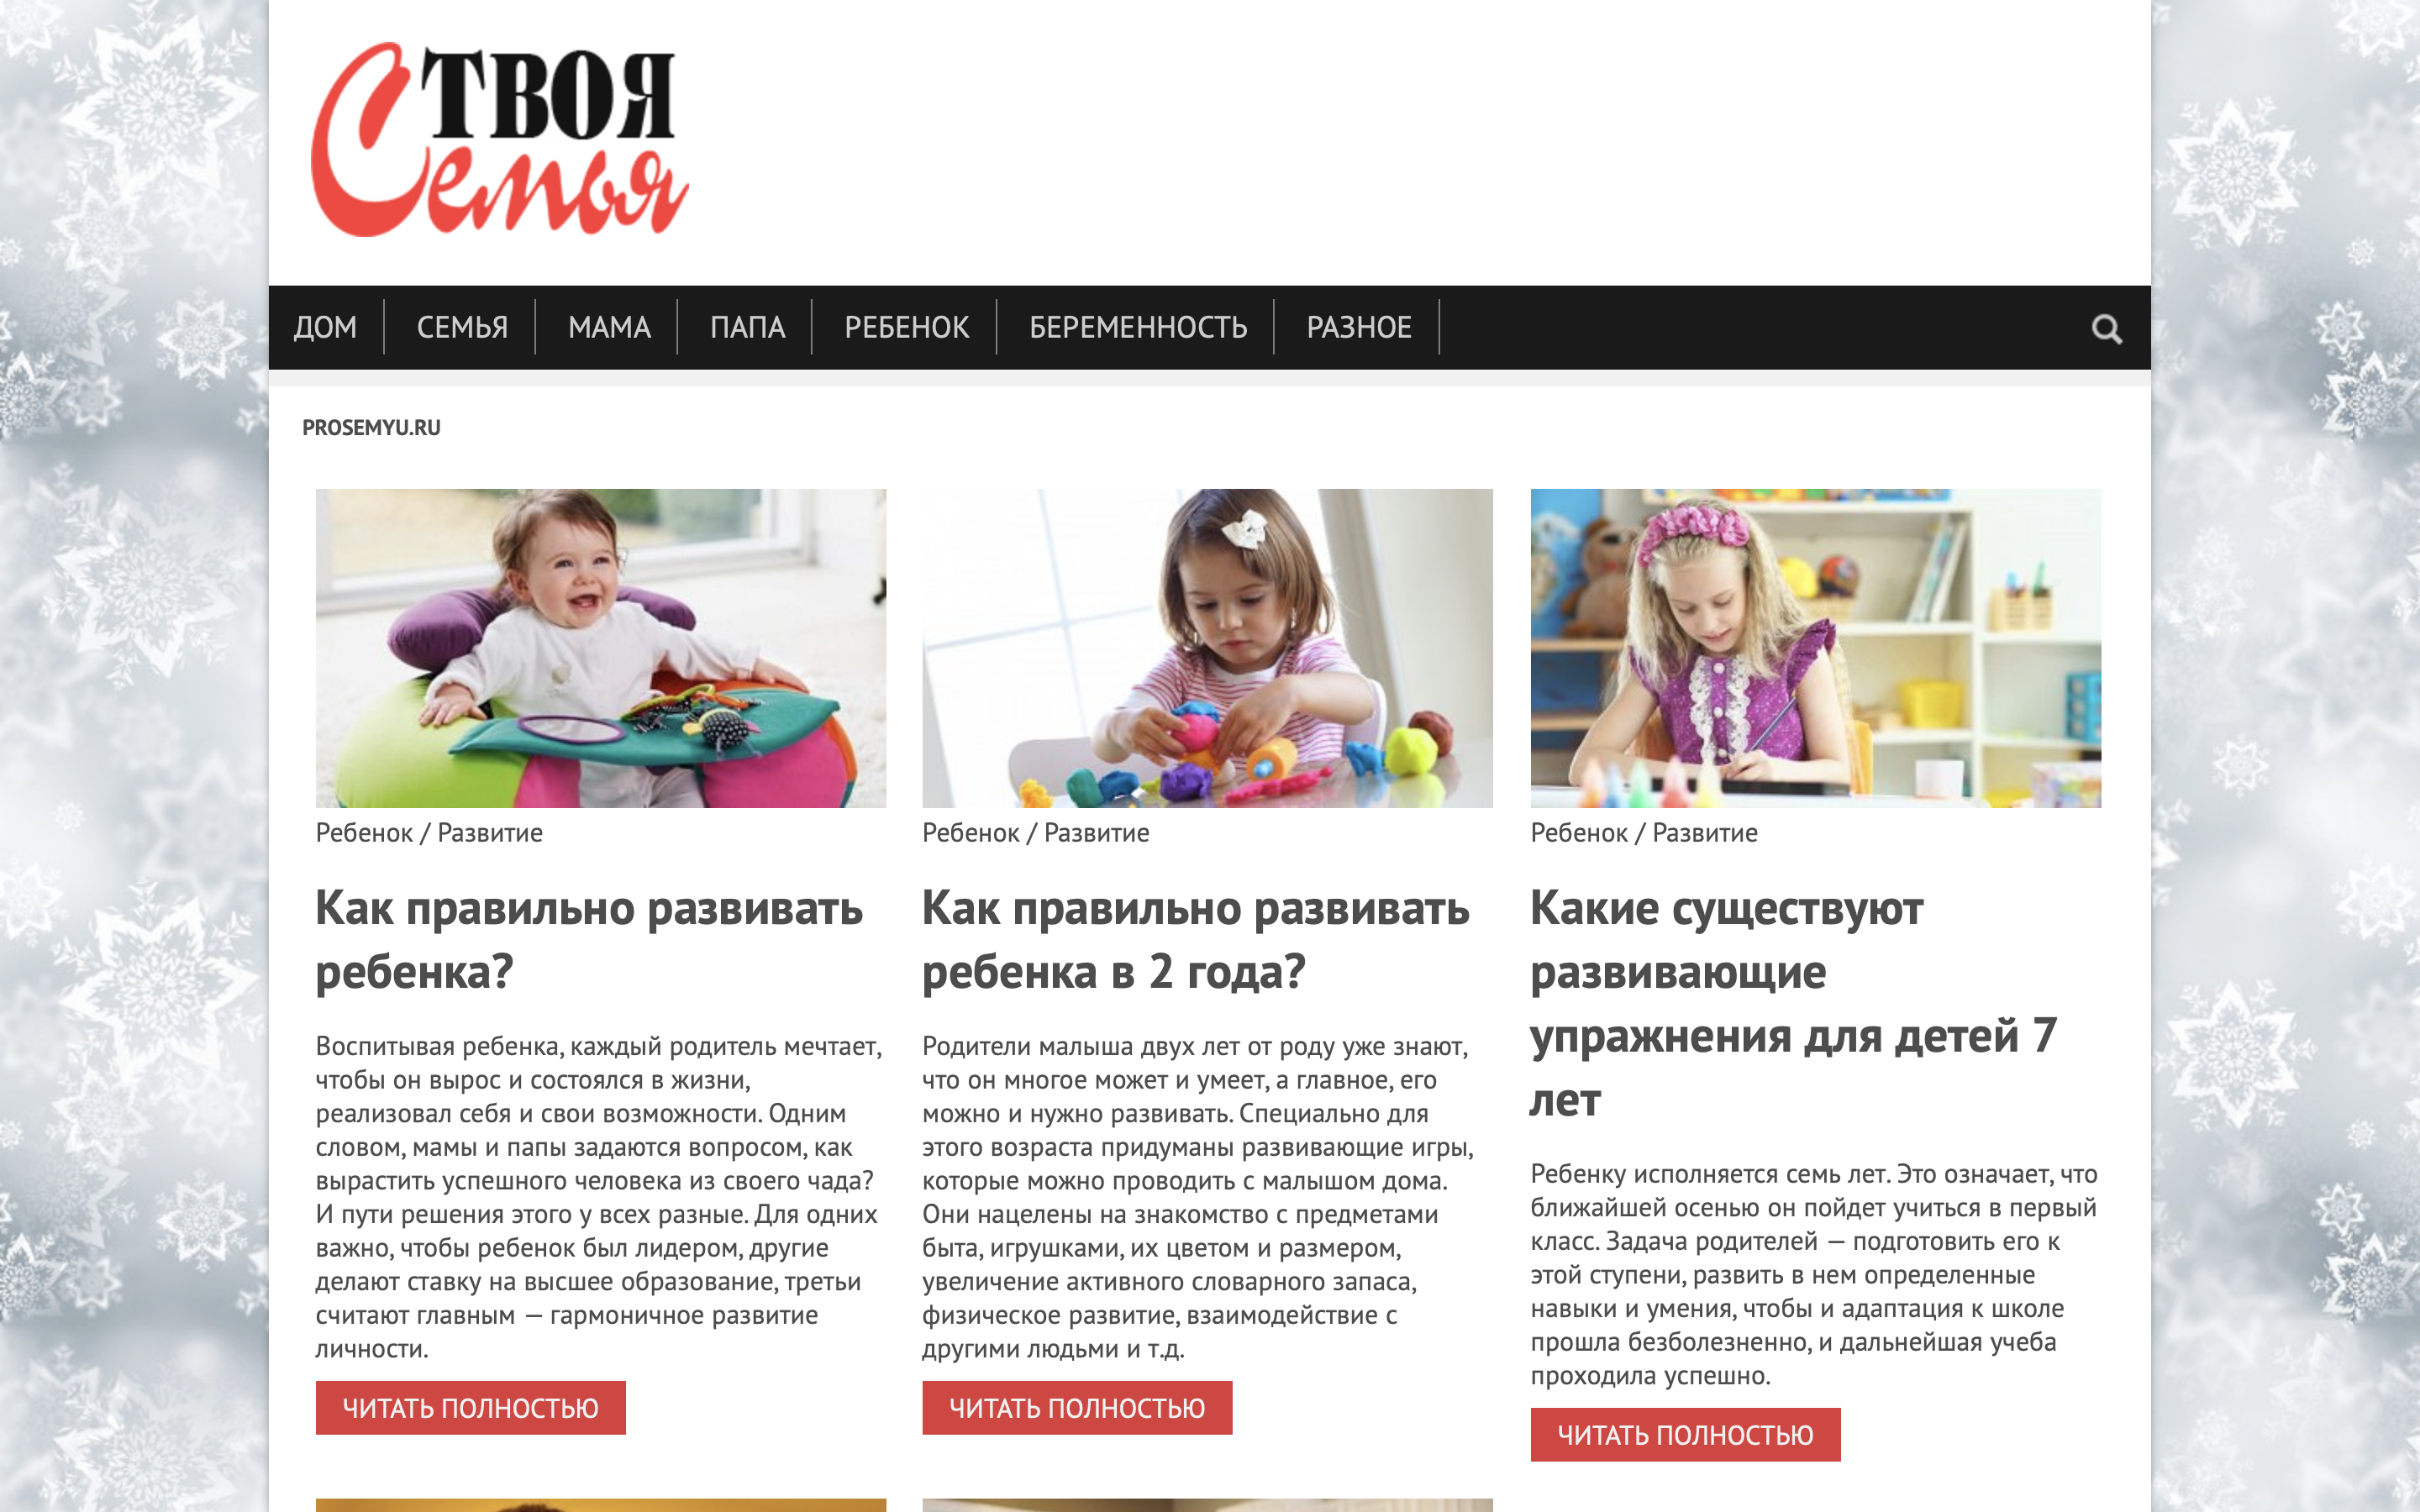 ТВОЯ
Семья
ДОМ
СЕМЬЯ
МАМА
ПАПА
РЕБЕНОК
БЕРЕМЕННОСТЬ
РАЗНОЕ
PROSEMYU.RU
Ребенок / Развитие
Как правильно развивать
ребенка?
Воспитывая ребенка, каждый родитель мечтает,
чтобы он вырос и состоялся в жизни,
реализовал себя и свои возможности. Одним
словом, мамы и папы задаются вопросом, как
вырастить успешного человека из своего чада?
И пути решения этого у всех разные. Для одних
важно, чтобы ребенок был лидером, другие
делают ставку на высшее образование, третьи
считают главным — гармоничное развитие
личности.
ЧИТАТЬ ПОЛНОСТЬЮ
Ребенок / Развитие
Как правильно развивать
ребенка в 2 года?
Родители малыша двух лет от роду уже знают,
что он многое может и умеет, а главное, его
можно и нужно развивать. Специально для
этого возраста придуманы развивающие игры,
которые можно проводить с малышом дома.
Они нацелены на знакомство с предметами
быта, игрушками, их цветом и размером,
увеличение активного словарного запаса,
физическое развитие, взаимодействие с
другими людьми и т.д.
ЧИТАТЬ ПОЛНОСТЬЮ
Ребенок / Развитие
Какие существуют
развивающие
упражнения для детей 7
лет
Ребенку исполняется семь лет. Это означает, что
ближайшей осенью он пойдет учиться в первый
класс. Задача родителей — подготовить его к
этой ступени, развить в нем определенные
навыки и умения, чтобы и адаптация к школе
прошла безболезненно, и дальнейшая учеба
проходила успешно.
ЧИТАТЬ ПОЛНОСТЬЮ